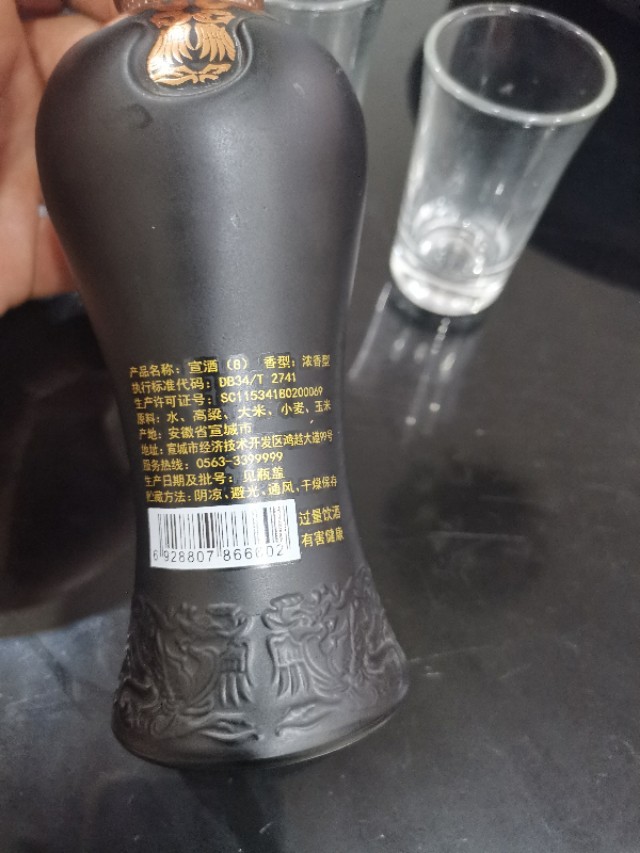 产品名称：宣酒（8） 香型：浓香型
执行标准代码：DB34/T 2741
生产许可证号：SC11534180200069
原料：水、高粱、大米、小麦、玉米
产地：安徽省宣城市
地址：宣城市经济技术开发区鸿越大道99号
服务热线：0563-3399999
生产日期及批号：见瓶盖
贮藏方法：阴凉、避光、通风、干燥保存
过量饮酒
有害健康
6 928807 866602